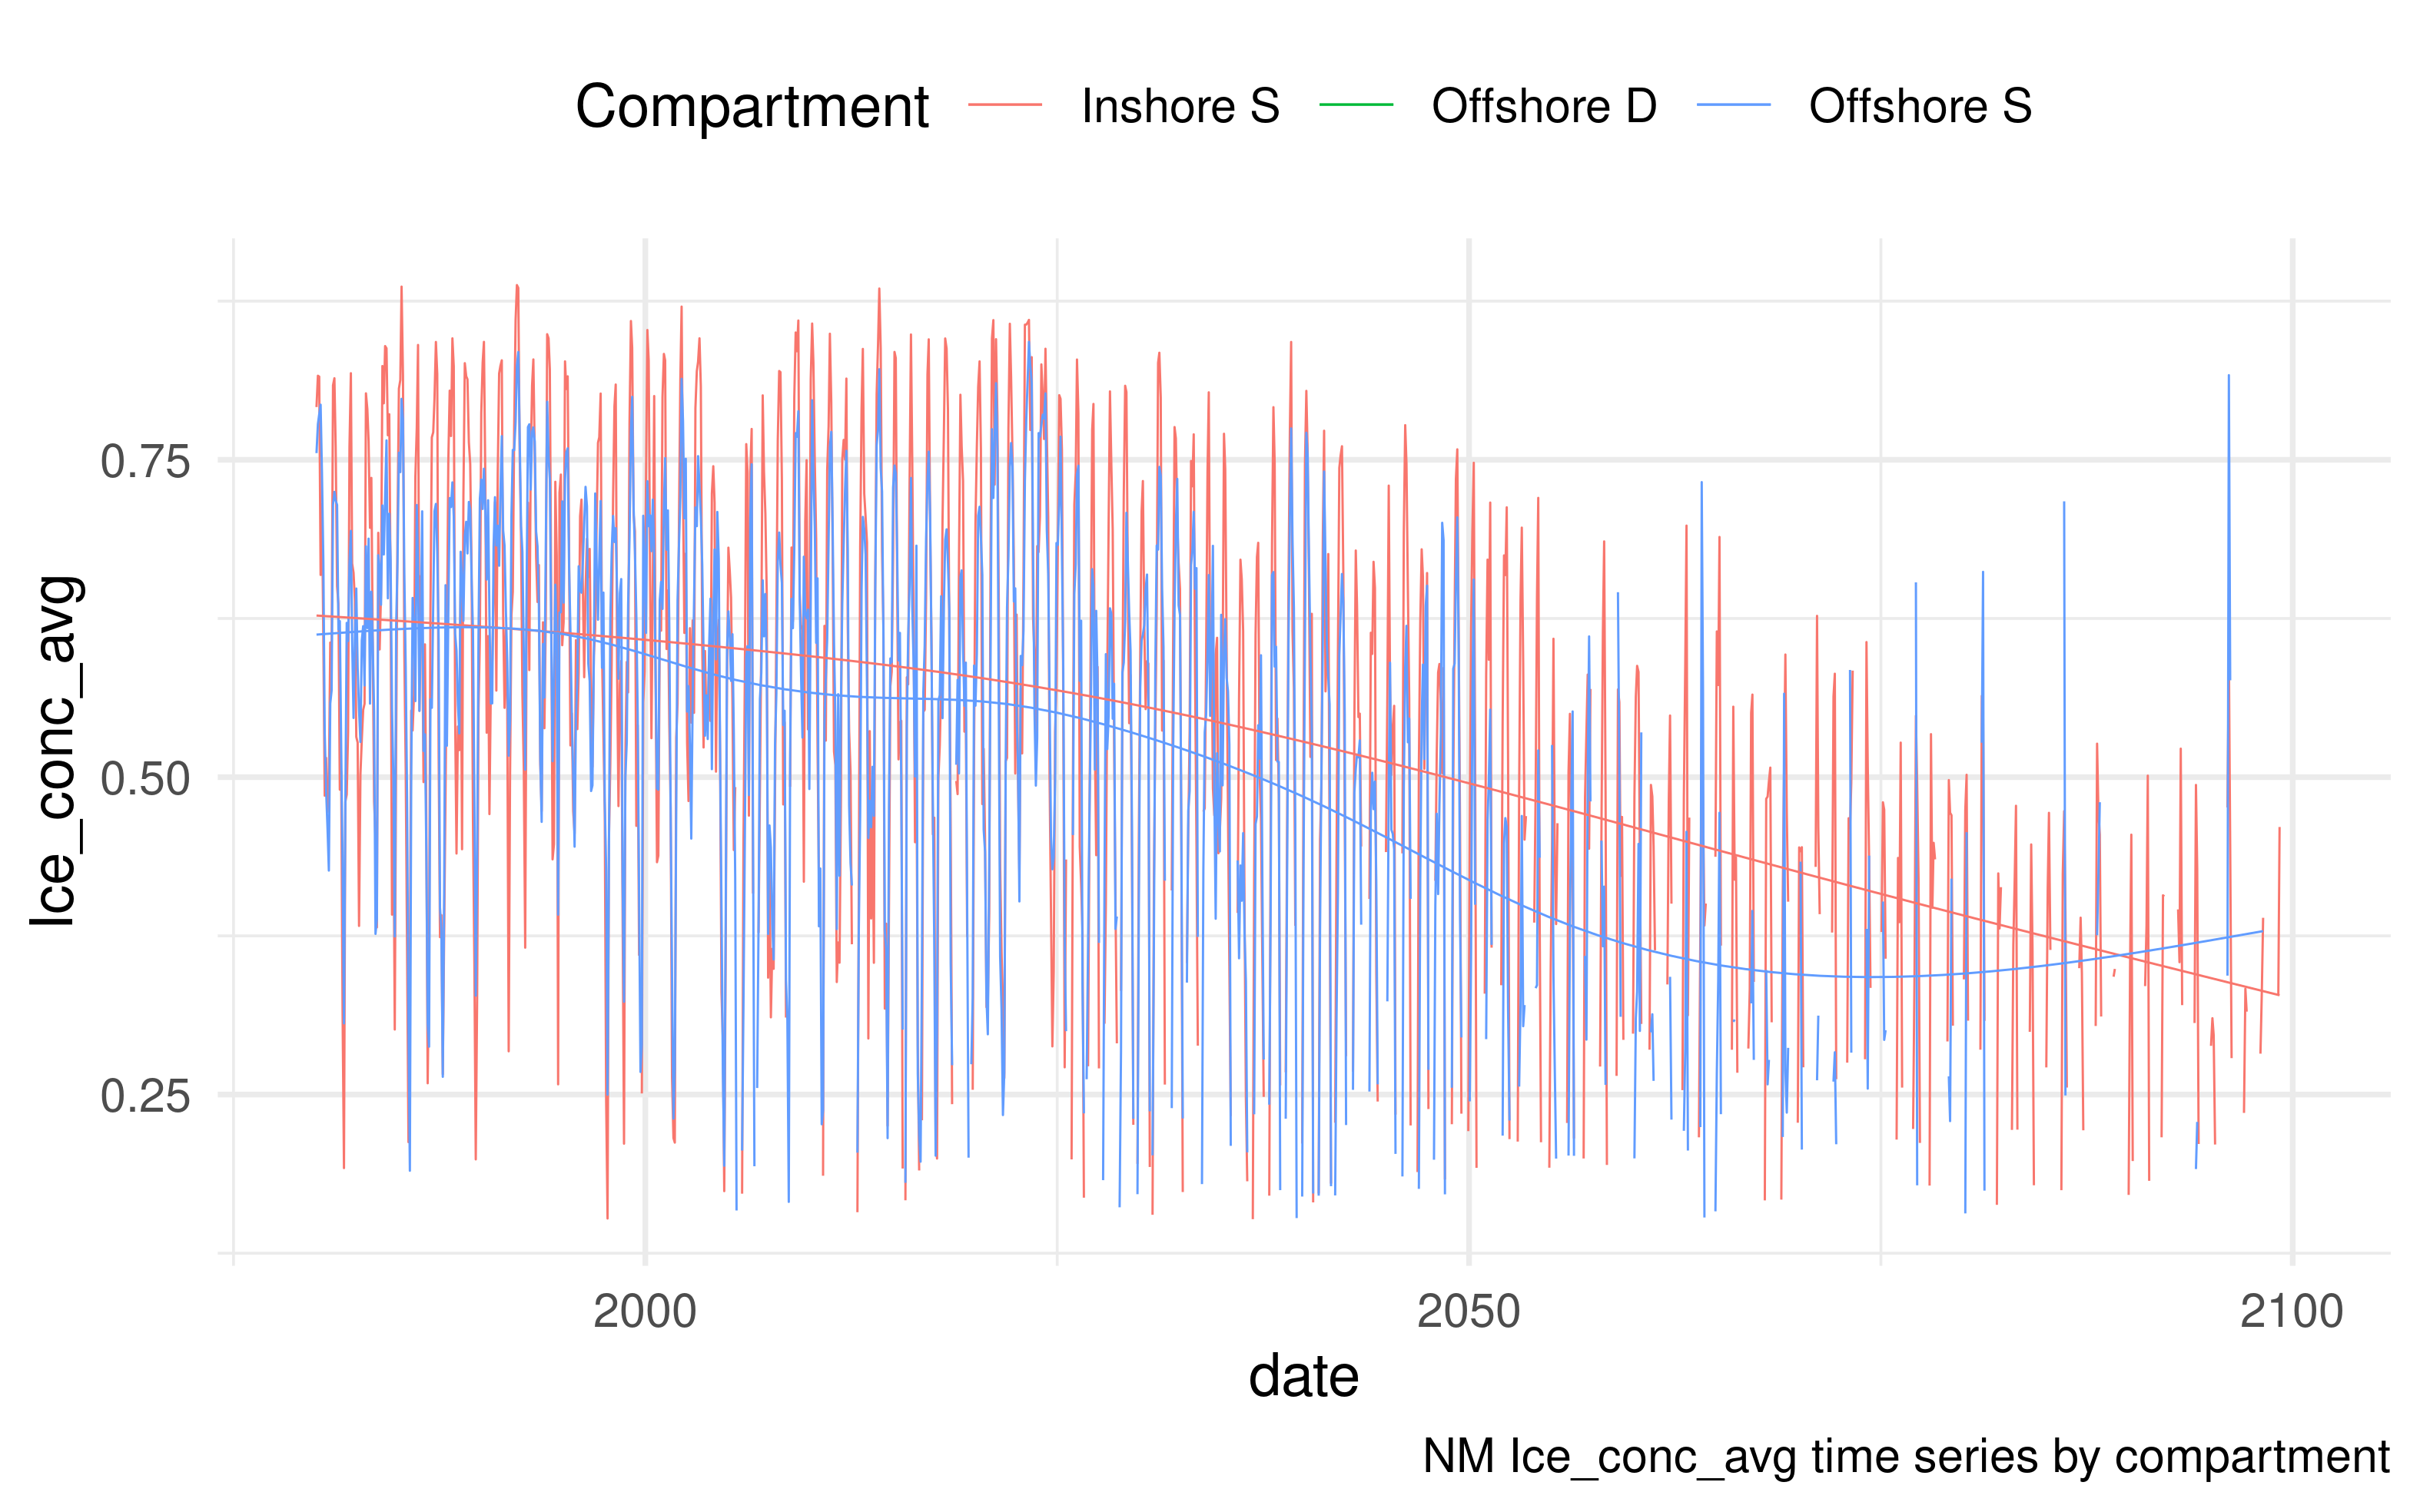 Compartment Inshore S Offshore D Offshore S
Ice_conc_avg
0.75
0.50
0.25
2000 2050 2100
date
NM Ice_conc_avg time series by compartment